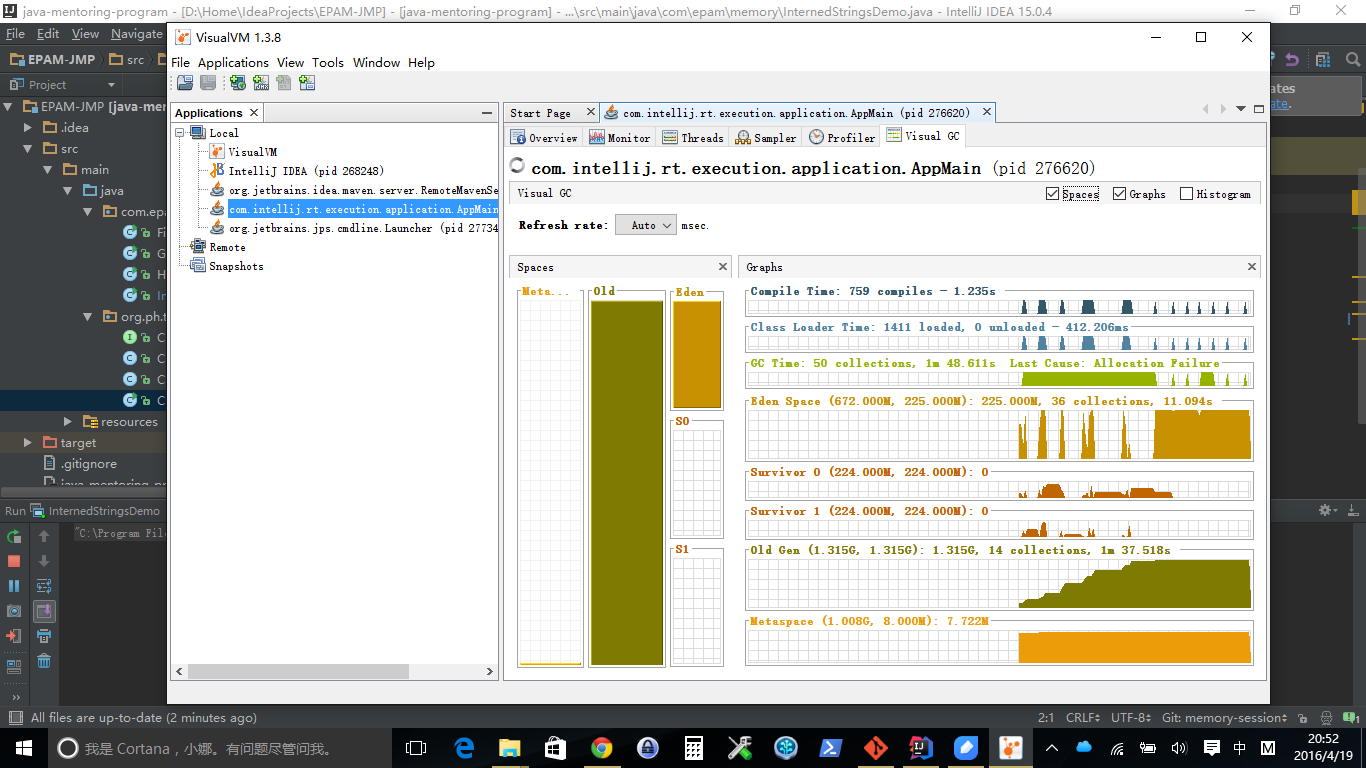 java-mentoring-program - [D:\Home\IdeaProjects\EPAM-JMP] - [java-mentoring-program] - ...\src\main\java\com\epam\memory\InternedStringsDemo.java - IntelliJ IDEA 15.0.4
File Edit View Navigate
EPAM-JMP src
Project
EPAM-JMP [java-me
.idea
src
main
java
com.epa
Fi
G
H
In
org.ph.t
C
C
C
C
resources
target
.gitignore
VisualVM 1.3.8
File Applications View Tools Window Help
Applications
Local
VisualVM
IntelliJ IDEA (pid 268248)
org.jetbrains.idea.maven.server.RemoteMavenSe
com.intellij.rt.execution.application.AppMain
org.jetbrains.jps.cmdline.Launcher (pid 27734
Remote
Snapshots
Start Page com.intellij.rt.execution.application.AppMain (pid 276620)
Overview Monitor Threads Sampler Profiler Visual GC
com.intellij.rt.execution.application.AppMain (pid 276620)
Visual GC Spaces Graphs Histogram
Refresh rate: Auto msec.
Spaces
Meta... Old Eden
S0
S1
Graphs
Compile Time: 759 compiles - 1.235s
Class Loader Time: 1411 loaded, 0 unloaded - 412.206ms
GC Time: 50 collections, 1m 48.611s Last Cause: Allocation Failure
Eden Space (672.000M, 225.000M): 225.000M, 36 collections, 11.094s
Survivor 0 (224.000M, 224.000M): 0
Survivor 1 (224.000M, 224.000M): 0
Old Gen (1.315G, 1.315G): 1.315G, 14 collections, 1m 37.518s
Metaspace (1.008G, 8.000M): 7.722M
ates
ate.
Run InternedStringsDemo
"C:\Program File
All files are up-to-date (2 minutes ago) 2:1 CRLF UTF-8 Git: memory-session
我是 Cortana，小娜。有问题尽管问我。
中 M
20:52
2016/4/19